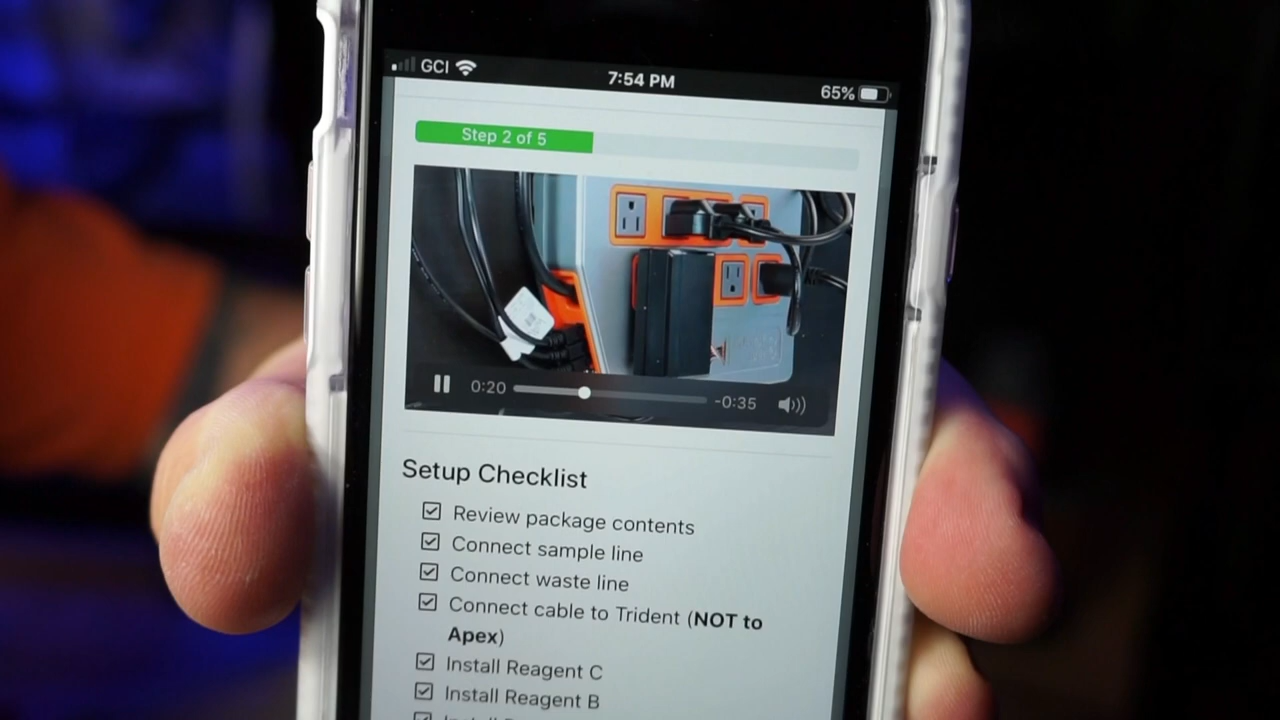 GCI
7:54 PM
65%
Step 2 of 5
0:20
-0:35
Setup Checklist
Review package contents
Connect sample line
Connect waste line
Connect cable to Trident (NOT to
Apex)
Install Reagent C
Install Reagent B